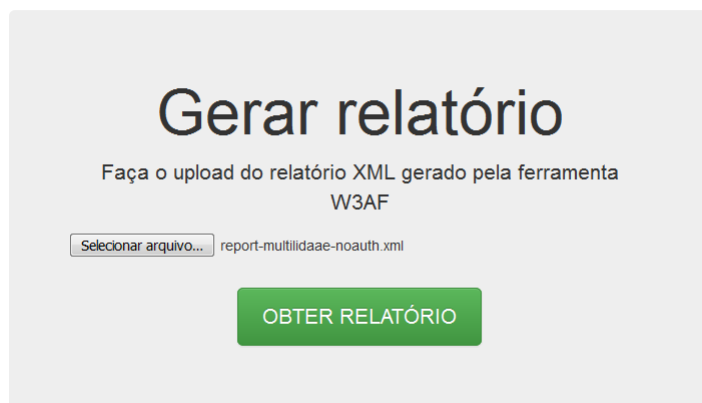 Gerar relatório
Faça o upload do relatório XML gerado pela ferramenta
W3AF
Selecionar arquivo... report-multilidaae-noauth.xml
OBTER RELATÓRIO